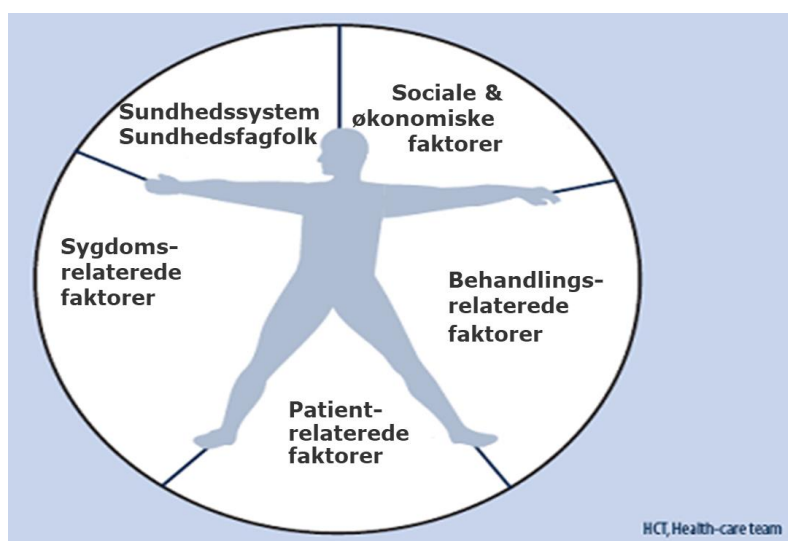 Sundhedssystem
Sundhedsfagfolk
Sociale &
økonomiske
faktorer
Sygdoms-
relaterede
faktorer
Behandlings-
relaterede
faktorer
Patient-
relaterede
faktorer
HCT, Health-care team